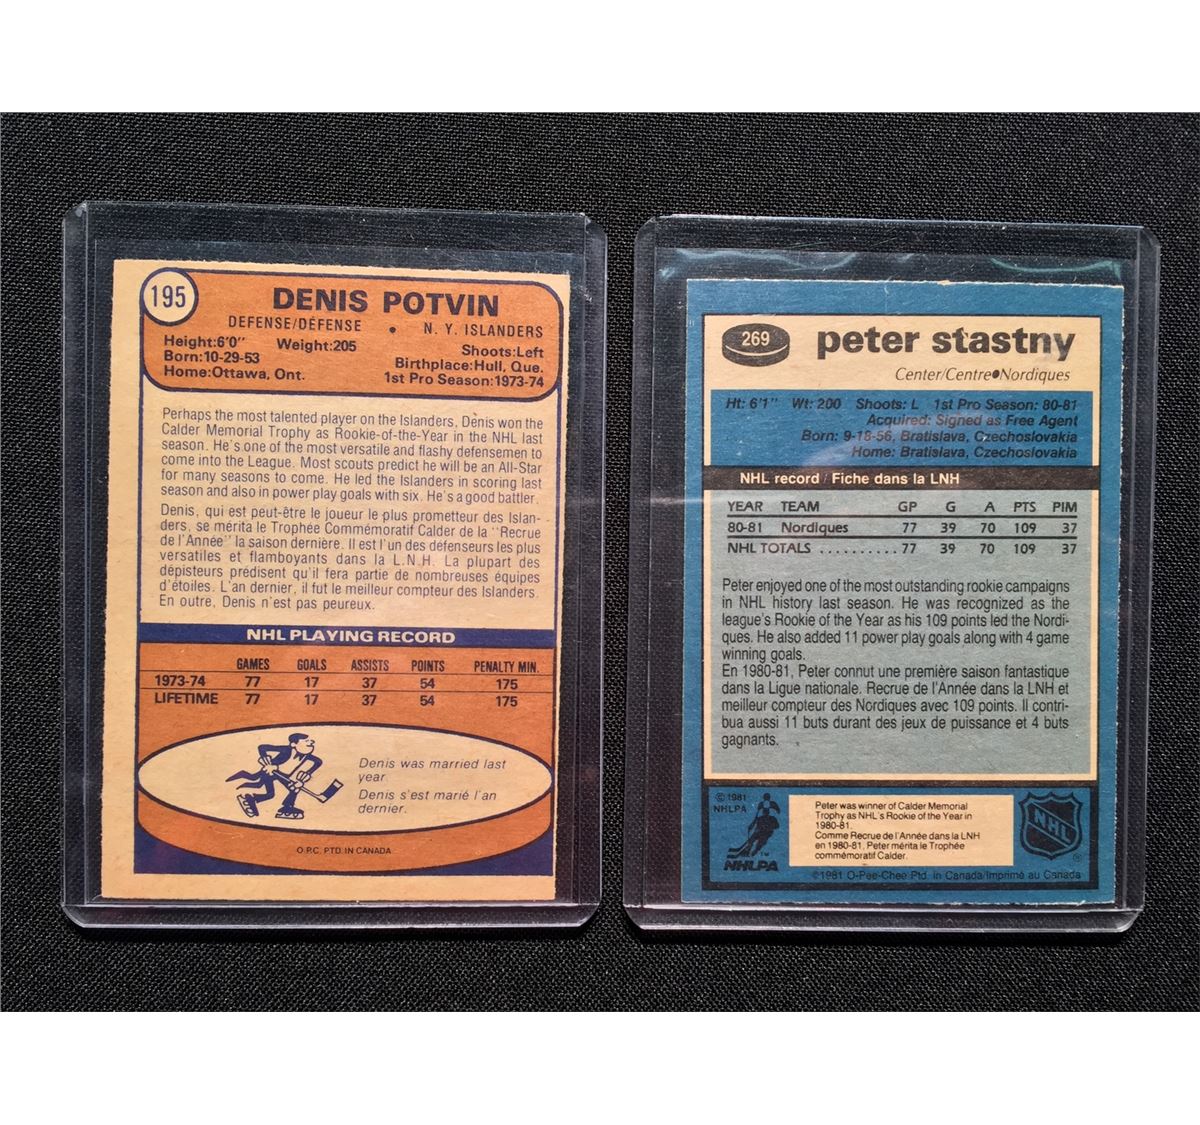 195
DENIS POTVIN
DEFENSE/DÉFENSE • N. Y. ISLANDERS
Height:6'0" Weight:205 Shoots:Left
Born:10-29-53 Birthplace:Hull, Que.
Home:Ottawa, Ont. 1st Pro Season:1973-74
Perhaps the most talented player on the Islanders, Denis won the
Calder Memorial Trophy as Rookie-of-the-Year in the NHL last
season. He's one of the most versatile and flashy defensemen to
come into the League. Most scouts predict he will be an All-Star
for many seasons to come. He led the Islanders in scoring last
season and also in power play goals with six. He's a good battler.
Denis, qui est peut-être le joueur le plus prometteur des Islan-
ders, se mérita le Trophée Commémoratif Calder de la "Recrue
de l'Année" la saison dernière. Il est l'un des défenseurs les plus
versatiles et flamboyants dans la L.N.H. La plupart des
dépisteurs prédisent qu'il fera partie de nombreuses équipes
d'étoiles. L'an dernier, il fut le meilleur compteur des Islanders.
En outre, Denis n'est pas peureux.
NHL PLAYING RECORD
GAMES GOALS ASSISTS POINTS PENALTY MIN.
1973-74 77 17 37 54 175
LIFETIME 77 17 37 54 175
Denis was married last
year.
Denis s'est marié l'an
dernier.
O.P.C. PTD. IN CANADA
269
peter stastny
Center/Centre•Nordiques
Ht: 6'1" Wt: 200 Shoots: L 1st Pro Season: 80-81
Acquired: Signed as Free Agent
Born: 9-18-56, Bratislava, Czechoslovakia
Home: Bratislava, Czechoslovakia
NHL record / Fiche dans la LNH
YEAR TEAM GP G A PTS PIM
80-81 Nordiques 77 39 70 109 37
NHL TOTALS .......... 77 39 70 109 37
Peter enjoyed one of the most outstanding rookie campaigns
in NHL history last season. He was recognized as the
league's Rookie of the Year as his 109 points led the Nordi-
ques. He also added 11 power play goals along with 4 game
winning goals.
En 1980-81, Peter connut une première saison fantastique
dans la Ligue nationale. Recrue de l'Année dans la LNH et
meilleur compteur des Nordiques avec 109 points. Il contri-
bua aussi 11 buts durant des jeux de puissance et 4 buts
gagnants.
© 1981
NHLPA
NHLPA
TM
Peter was winner of Calder Memorial
Trophy as NHL's Rookie of the Year in
1980-81.
Comme Recrue de l'Année dans la LNH
en 1980-81, Peter mérita le Trophée
commémoratif Calder.
NHL
®
©1981 O-Pee-Chee Ptd. in Canada/Imprimé au Canada